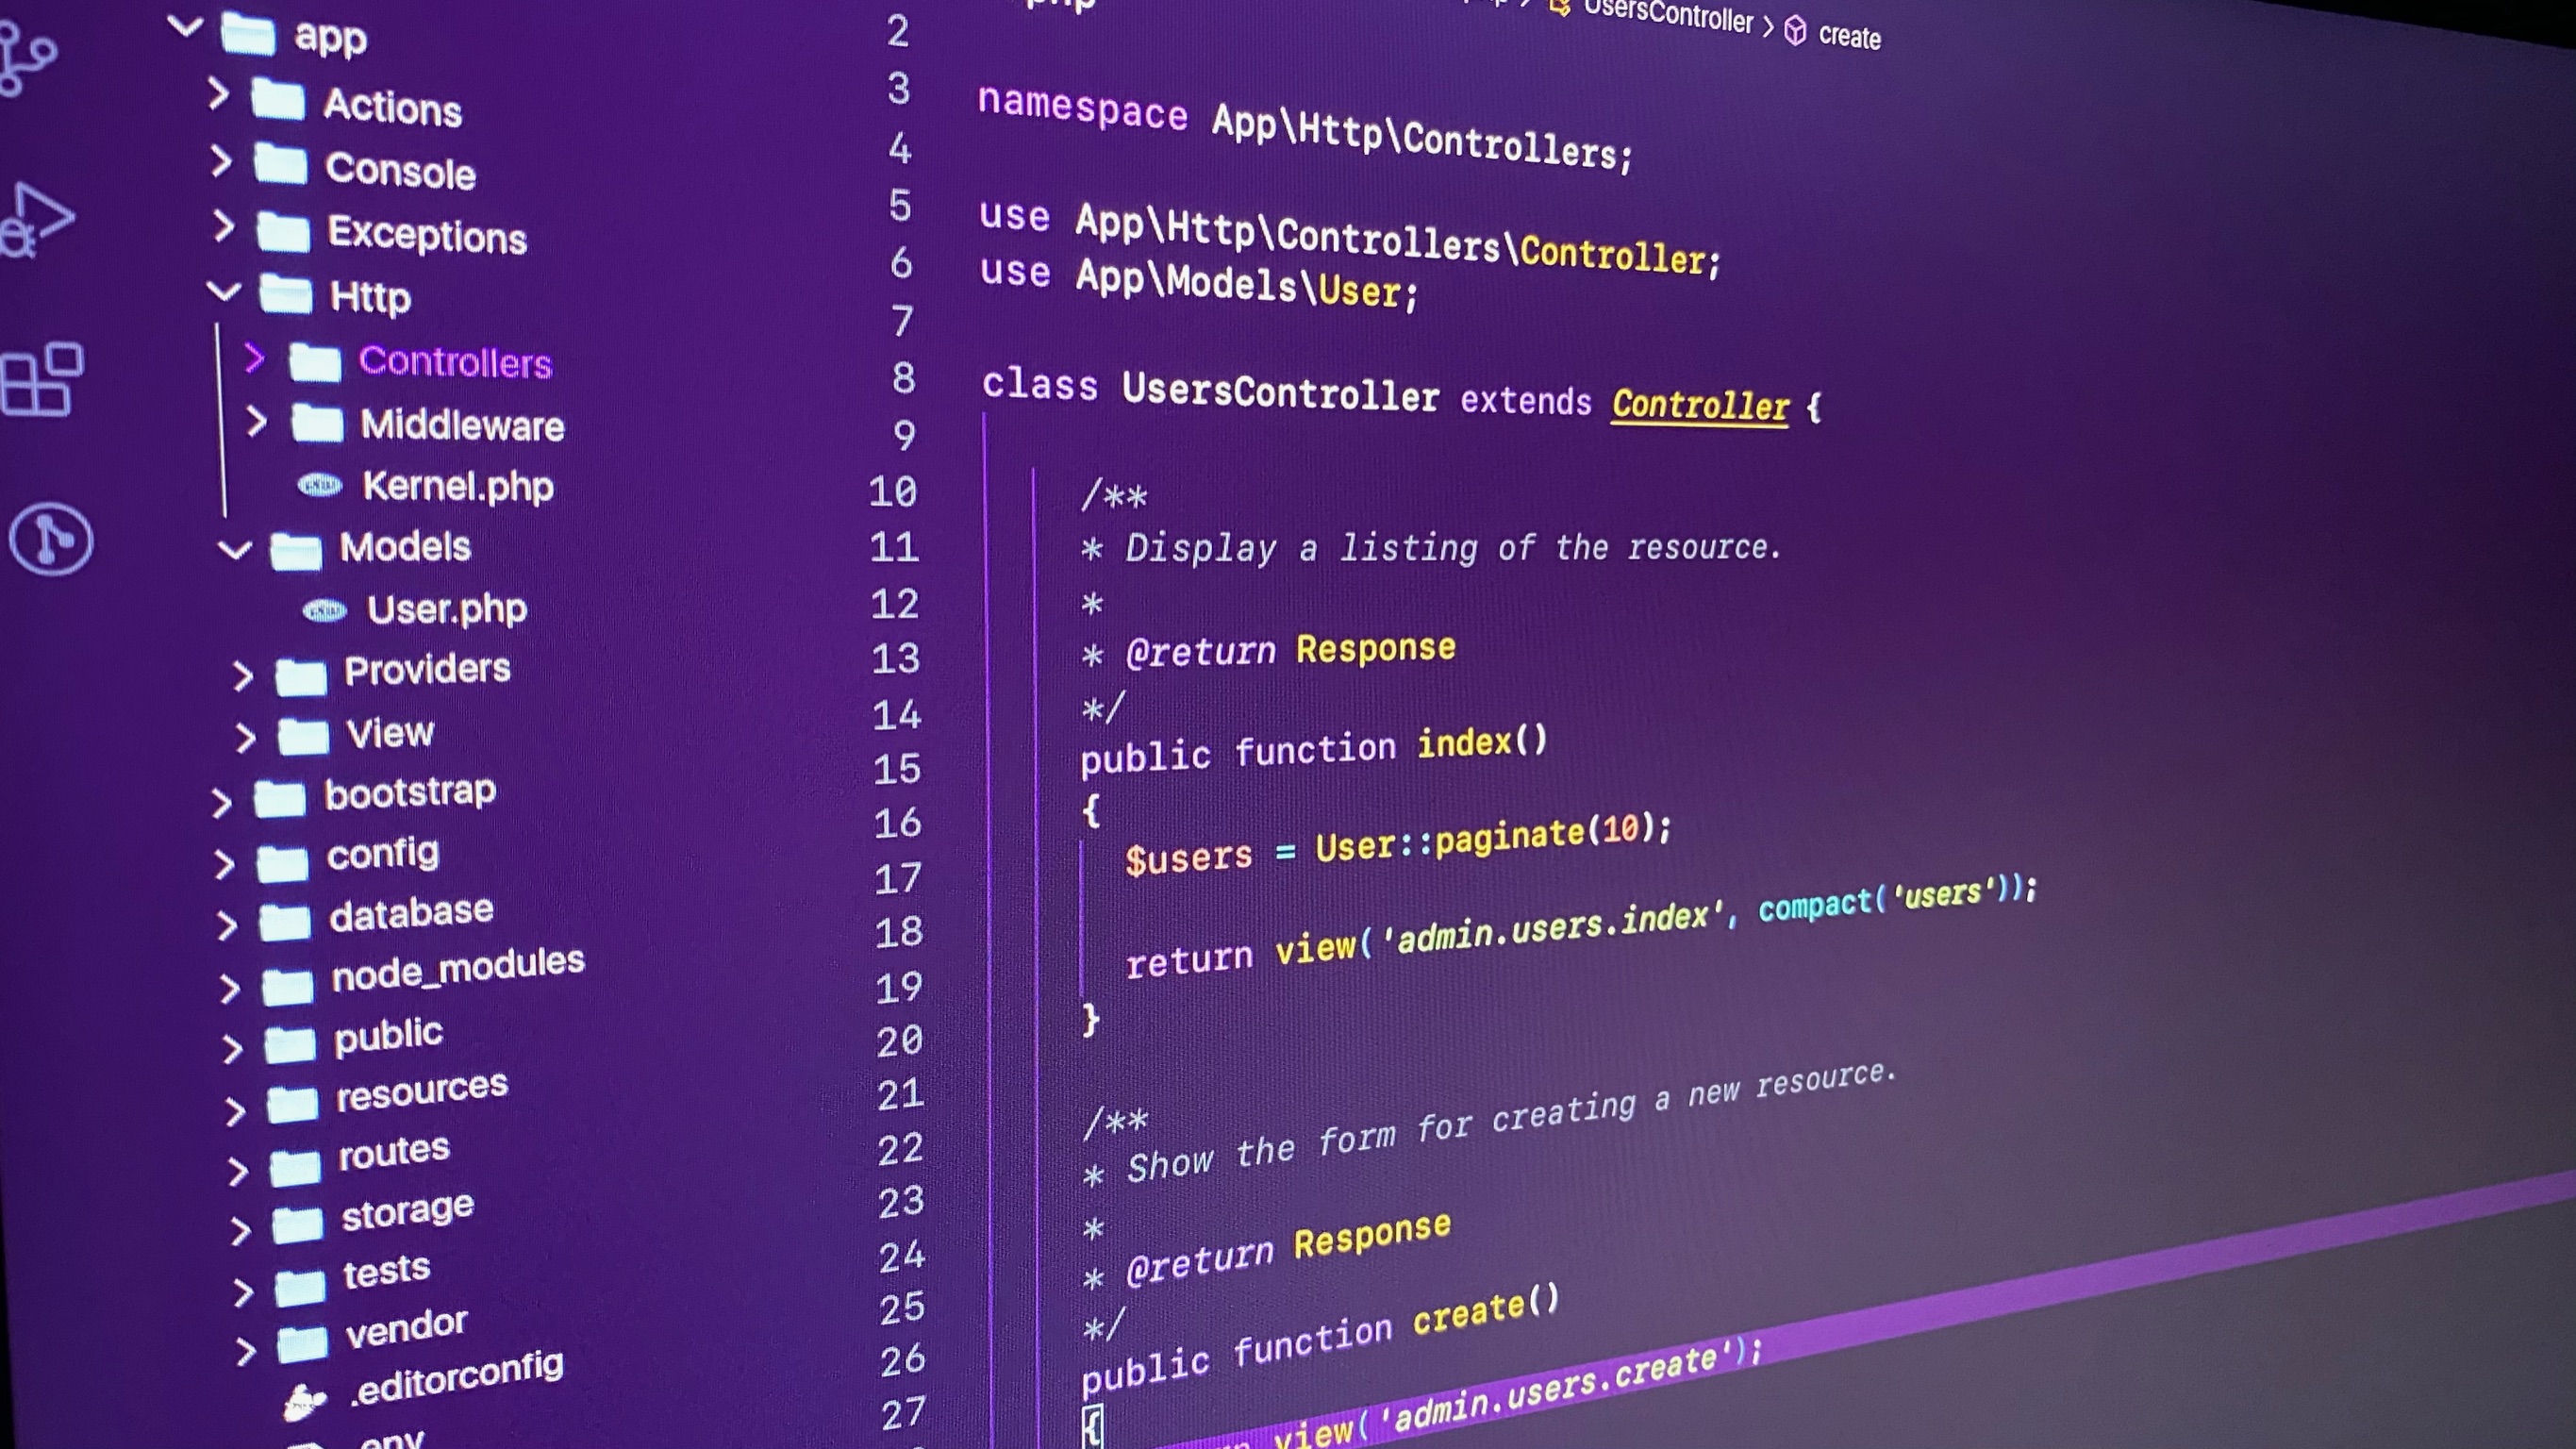 app
Actions
Console
Exceptions
Http
Controllers
Middleware
Kernel.php
Models
User.php
Providers
View
bootstrap
config
database
node_modules
public
resources
routes
storage
tests
vendor
.editorconfig
UsersController > create
2
3 namespace App\Http\Controllers;
4
5 use App\Http\Controllers\Controller;
6 use App\Models\User;
7
8 class UsersController extends Controller {
9
10 /**
11 * Display a listing of the resource.
12 *
13 * @return Response
14 */
15 public function index()
16 {
17 $users = User::paginate(10);
18
19 return view('admin.users.index', compact('users'));
20 }
21
22 /**
23 * Show the form for creating a new resource.
24 *
25 * @return Response
26 */
27 public function create()
{
view('admin.users.create');